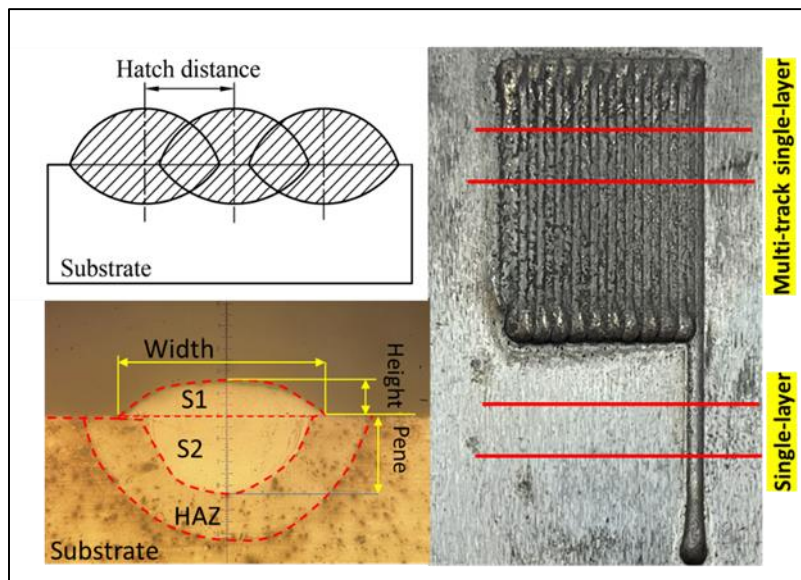 Hatch distance
Substrate
Width
Height
S1
Pene
S2
HAZ
Substrate
Multi-track single-layer
Single-layer